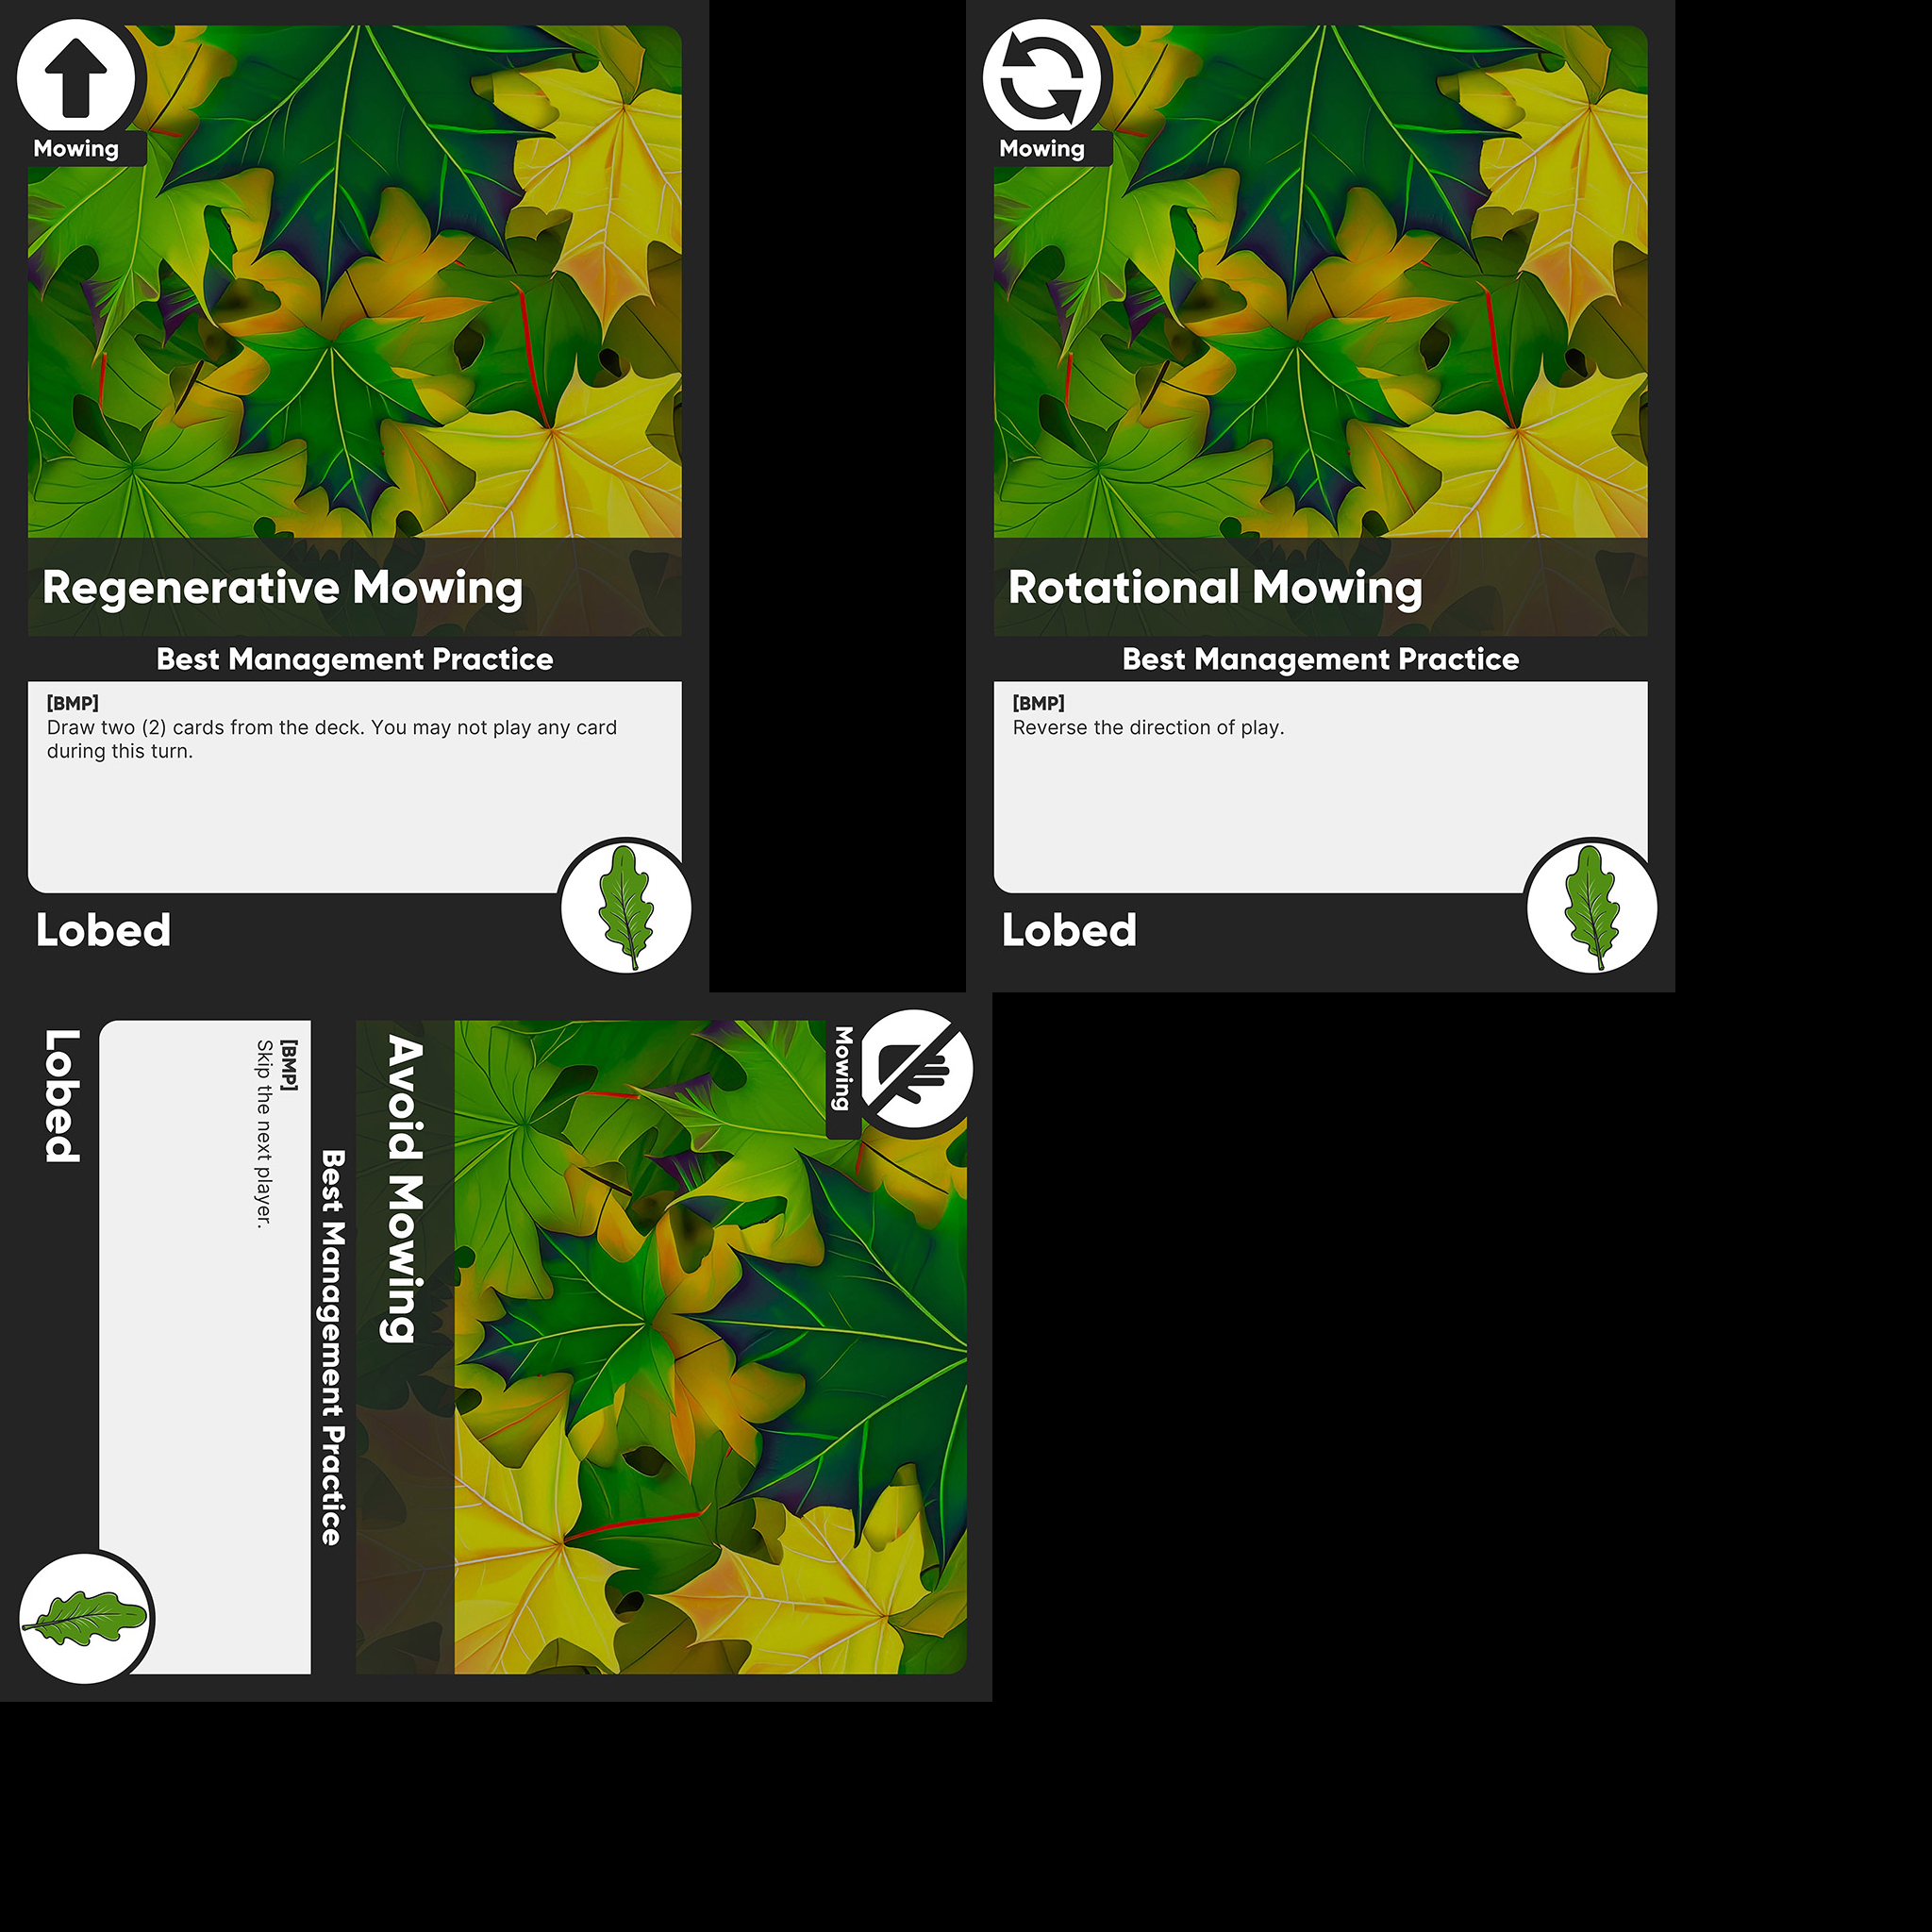 Mowing
Regenerative Mowing
Best Management Practice
[BMP]
Draw two (2) cards from the deck. You may not play any card
during this turn.
Lobed
Mowing
Rotational Mowing
Best Management Practice
[BMP]
Reverse the direction of play.
Lobed
Mowing
Avoid Mowing
Best Management Practice
[BMP]
Skip the next player.
Lobed